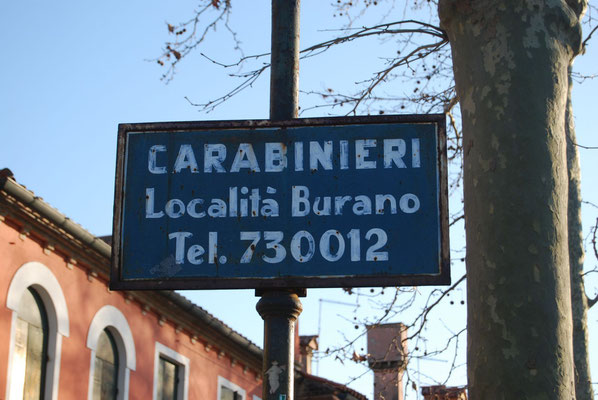 CARABINIERI
Località Burano
Tel. 730012